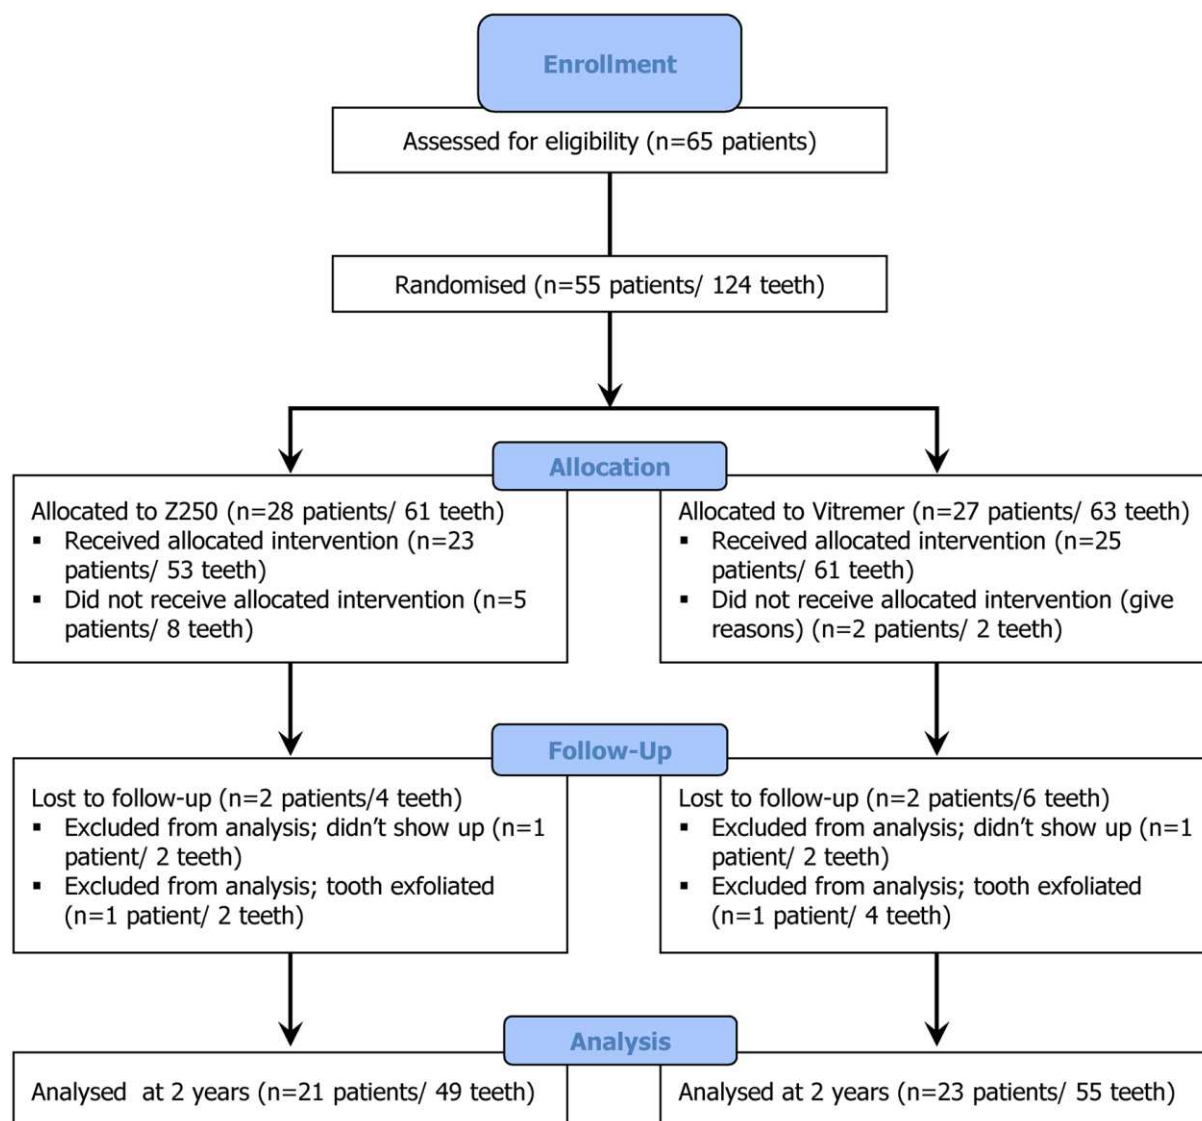 Enrollment
Assessed for eligibility (n=65 patients)
Randomised (n=55 patients/ 124 teeth)
Allocation
Allocated to Z250 (n=28 patients/ 61 teeth)
▪ Received allocated intervention (n=23
patients/ 53 teeth)
▪ Did not receive allocated intervention (n=5
patients/ 8 teeth)
Allocated to Vitremer (n=27 patients/ 63 teeth)
▪ Received allocated intervention (n=25
patients/ 61 teeth)
▪ Did not receive allocated intervention (give
reasons) (n=2 patients/ 2 teeth)
Follow-Up
Lost to follow-up (n=2 patients/4 teeth)
▪ Excluded from analysis; didn’t show up (n=1
patient/ 2 teeth)
▪ Excluded from analysis; tooth exfoliated
(n=1 patient/ 2 teeth)
Lost to follow-up (n=2 patients/6 teeth)
▪ Excluded from analysis; didn’t show up (n=1
patient/ 2 teeth)
▪ Excluded from analysis; tooth exfoliated
(n=1 patient/ 4 teeth)
Analysis
Analysed  at 2 years (n=21 patients/ 49 teeth)
Analysed at 2 years (n=23 patients/ 55 teeth)